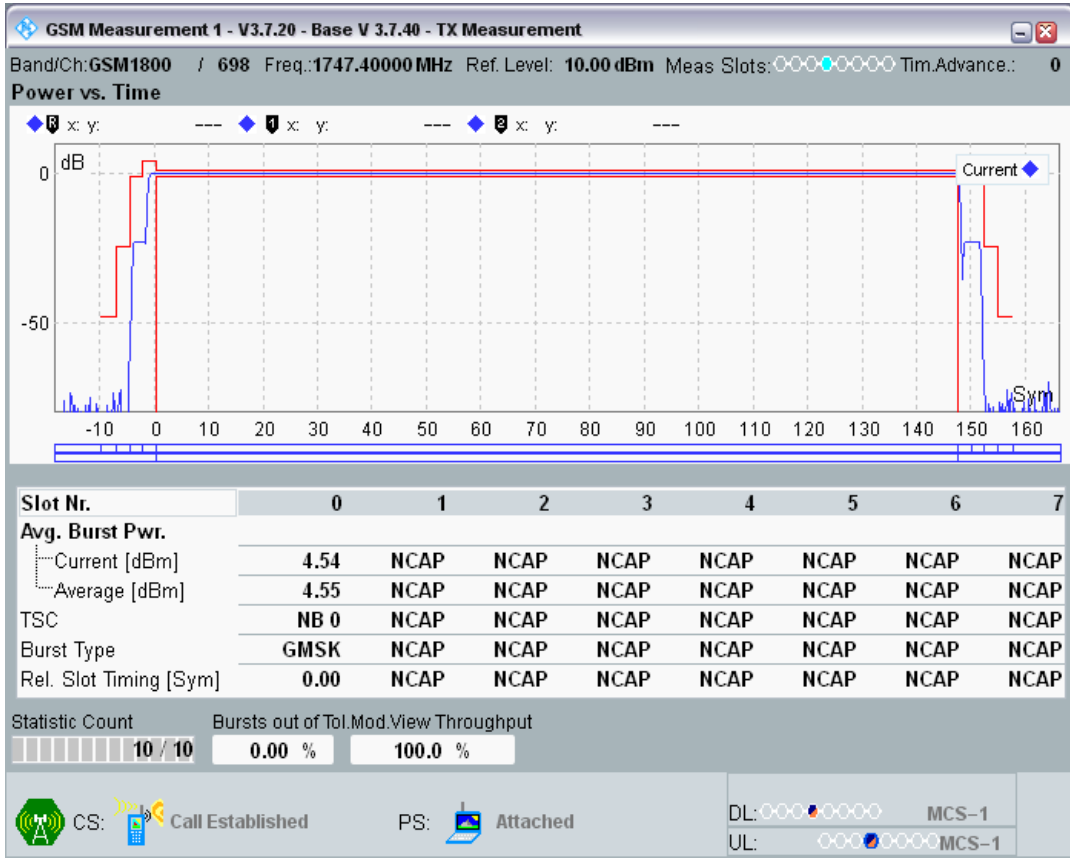 GSM Measurement 1 - V3.7.20 - Base V 3.7.40 - TX Measurement
Band/Ch:GSM1800 / 698 Freq.:1747.40000 MHz Ref. Level: 10.00 dBm Meas Slots: Tim.Advance.: 0
Power vs. Time
R x: y: --- 1 x: y: --- 2 x: y: ---
dB
Current
0
-50
Sym
-10 0 10 20 30 40 50 60 70 80 90 100 110 120 130 140 150 160
Slot Nr. 0 1 2 3 4 5 6 7
Avg. Burst Pwr.
Current [dBm] 4.54 NCAP NCAP NCAP NCAP NCAP NCAP NCAP
Average [dBm] 4.55 NCAP NCAP NCAP NCAP NCAP NCAP NCAP
TSC NB 0 NCAP NCAP NCAP NCAP NCAP NCAP NCAP
Burst Type GMSK NCAP NCAP NCAP NCAP NCAP NCAP NCAP
Rel. Slot Timing [Sym] 0.00 NCAP NCAP NCAP NCAP NCAP NCAP NCAP
Statistic Count Bursts out of Tol. Mod.View Throughput
10 / 10 0.00 % 100.0 %
DL: MCS-1
CS: Call Established PS: Attached
UL: MCS-1